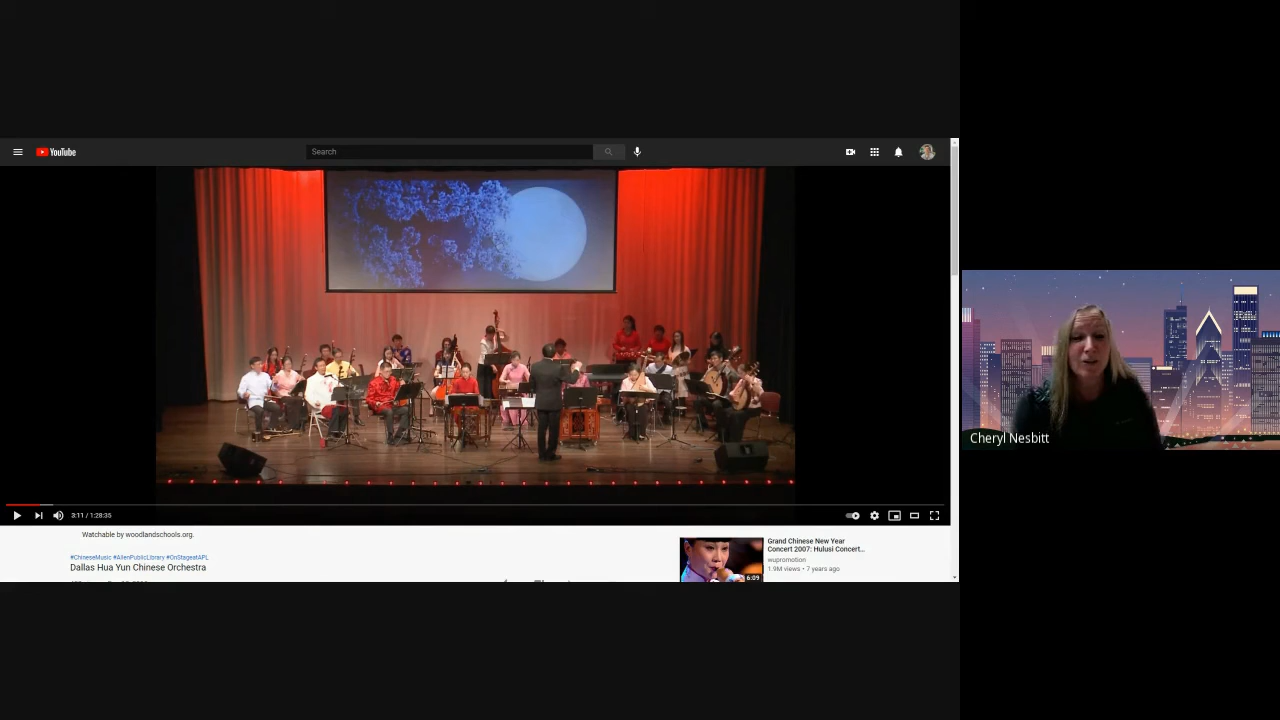 YouTube
Search
3:11 / 1:28:35
Watchable by woodlandschools.org.
#ChineseMusic #AllenPublicLibrary #OnStageatAPL
Dallas Hua Yun Chinese Orchestra
Grand Chinese New Year
Concert 2007: Hulusi Concert...
wupromotion
1.9M views • 7 years ago
6:09
Cheryl Nesbitt